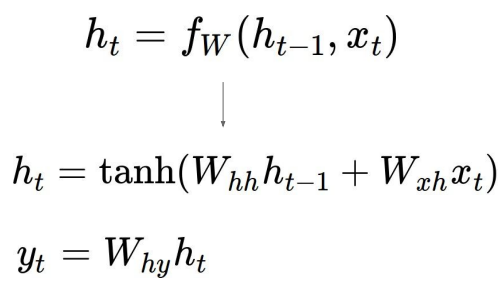 h_t = f_W(h_{t-1}, x_t)
h_t = tanh(W_{hh}h_{t-1} + W_{xh}x_t)
y_t = W_{hy}h_t